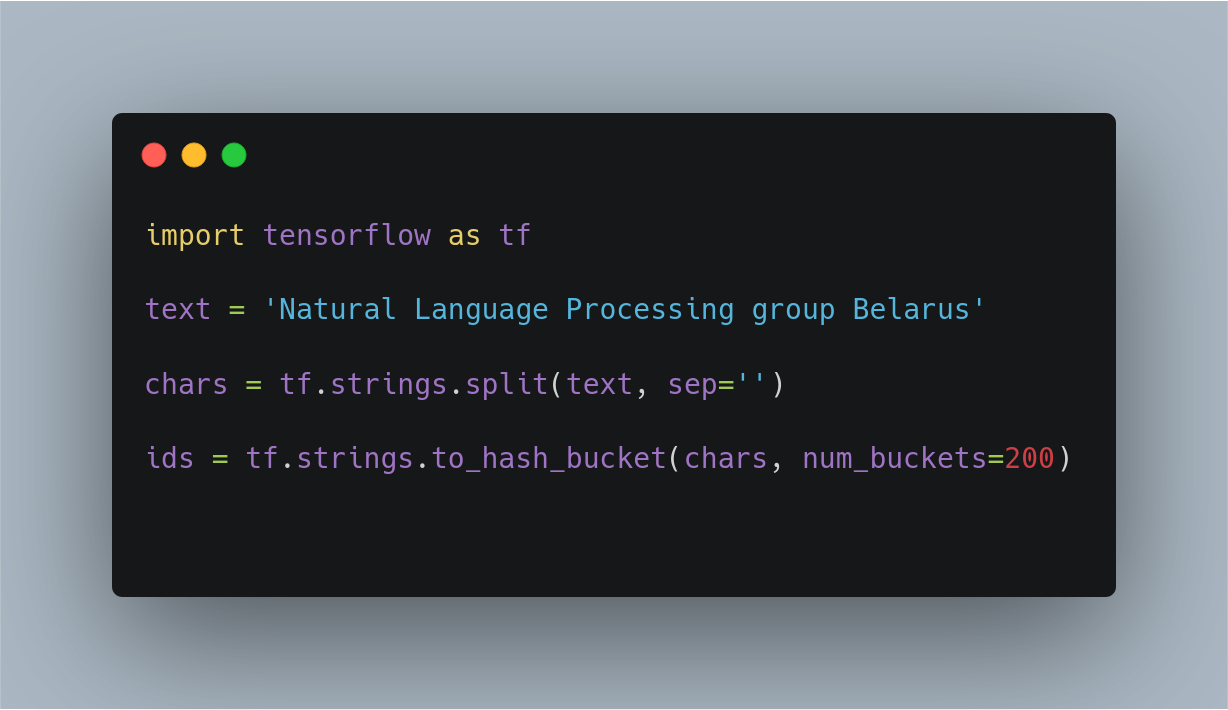 import tensorflow as tf
text = 'Natural Language Processing group Belarus'
chars = tf.strings.split(text, sep='')
ids = tf.strings.to_hash_bucket(chars, num_buckets=200)